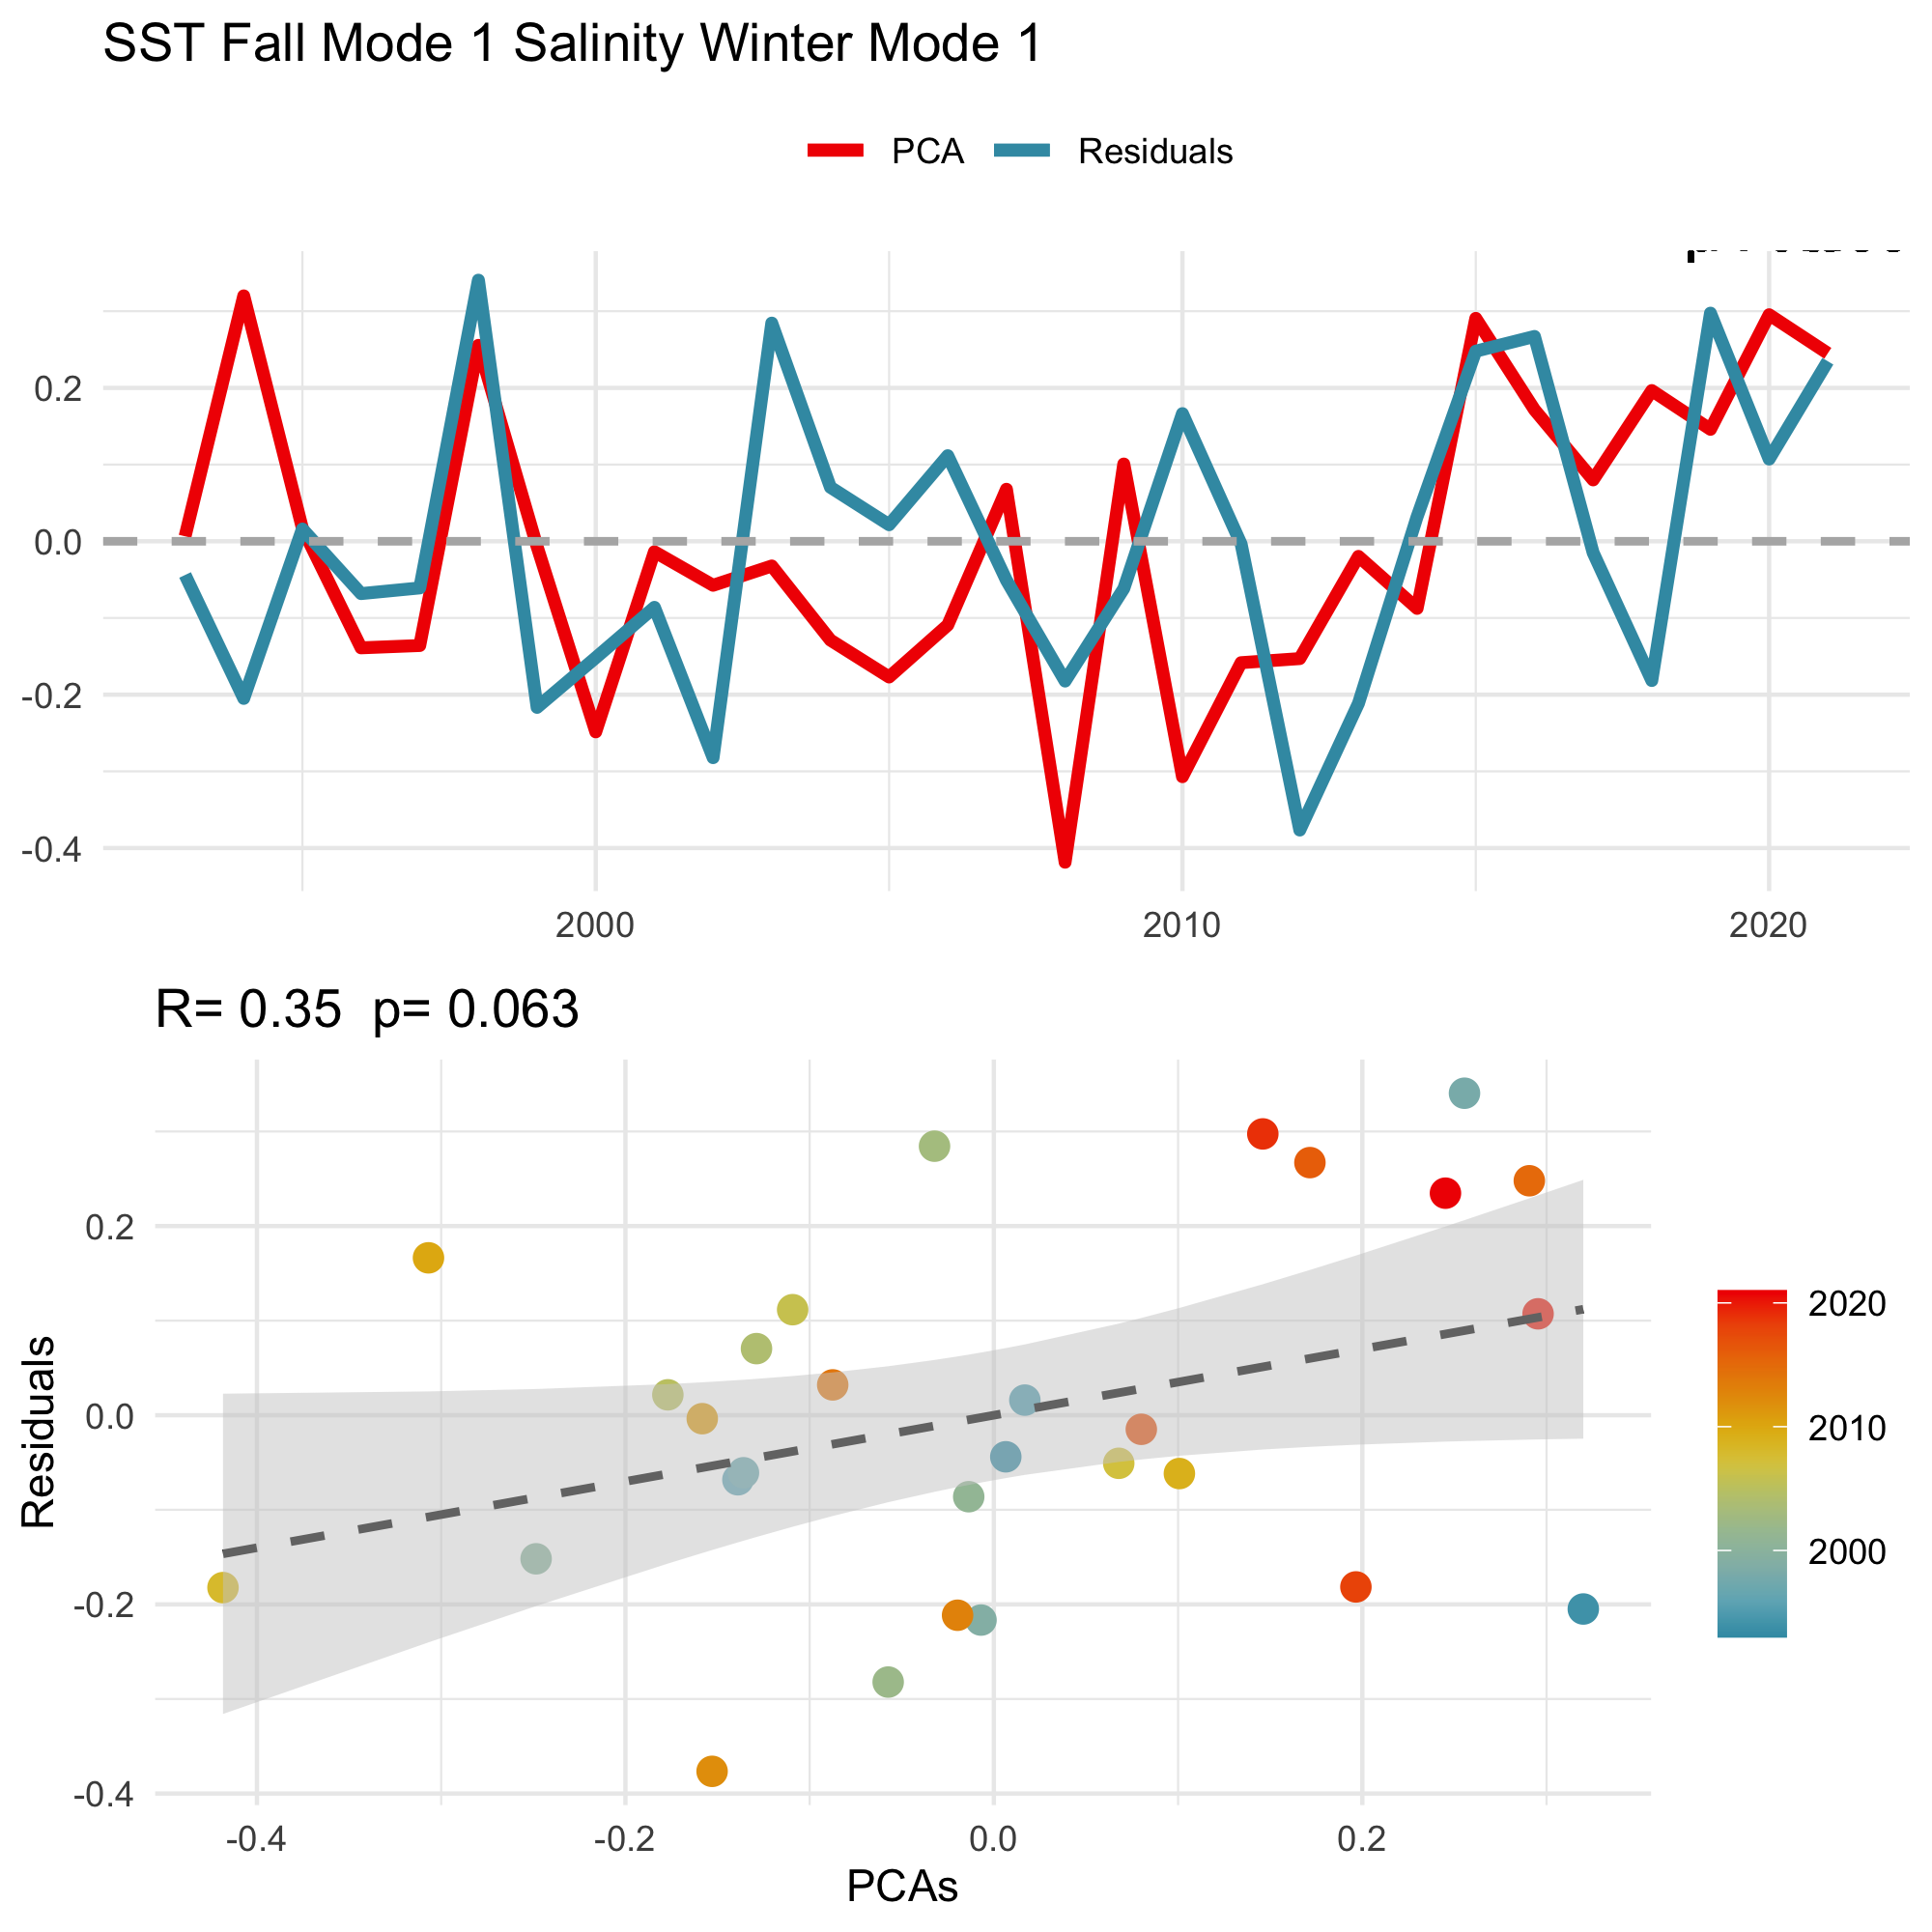 SST Fall Mode 1 Salinity Winter Mode 1
PCA Residuals
0.2
0.0
-0.2
-0.4
2000 2010 2020
R= 0.35 p= 0.063
Residuals
0.2
0.0
-0.2
-0.4
-0.4 -0.2 0.0 0.2
PCAs
2020
2010
2000